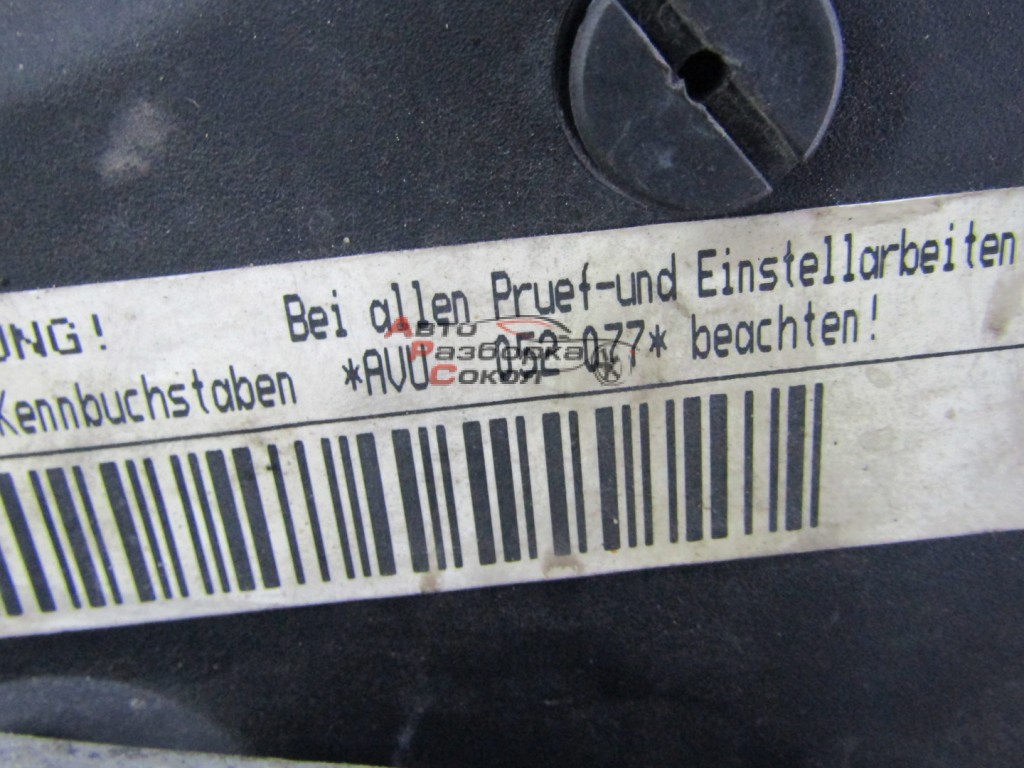 UNG! Bei allen Pruef-und Einstellarbeiten
Kennbuchstaben *AVU 052 077* beachten!
Авто
Разборка
Сокол